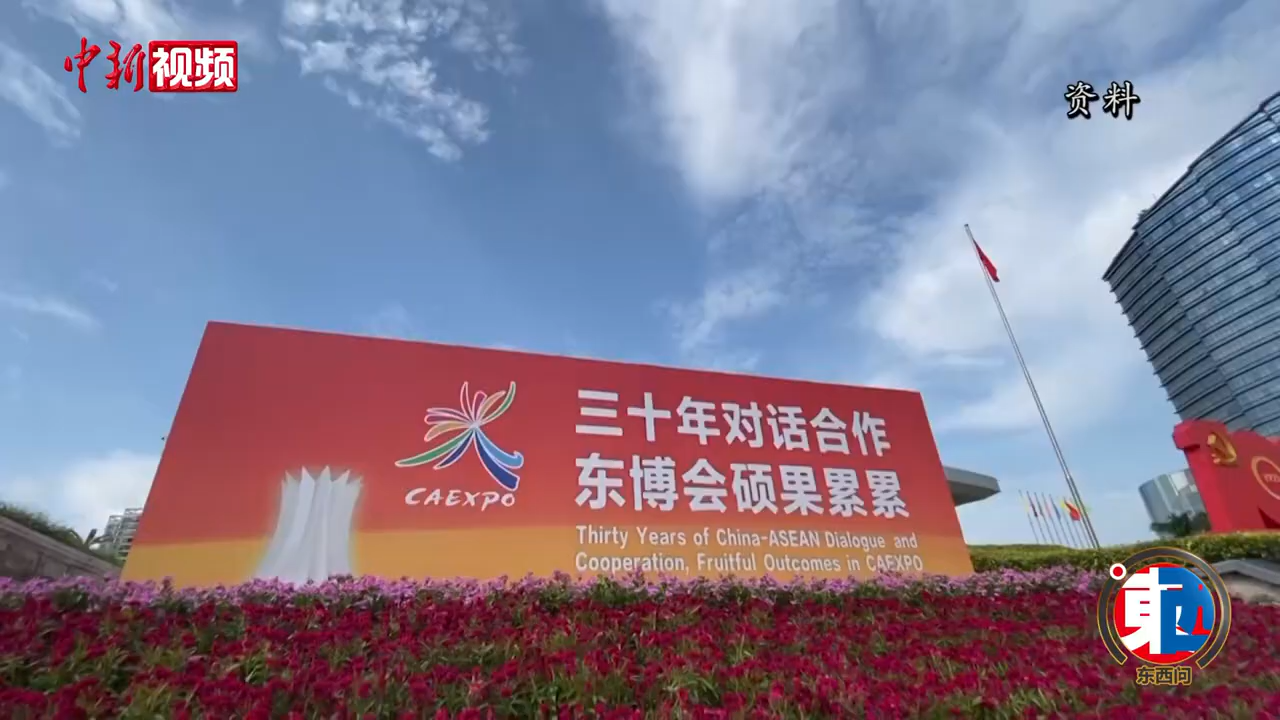 中新视频
资料
三十年对话合作
东博会硕果累累
CAEXPO
Thirty Years of China-ASEAN Dialogue and
Cooperation, Fruitful Outcomes in CAEXPO
東
东西问